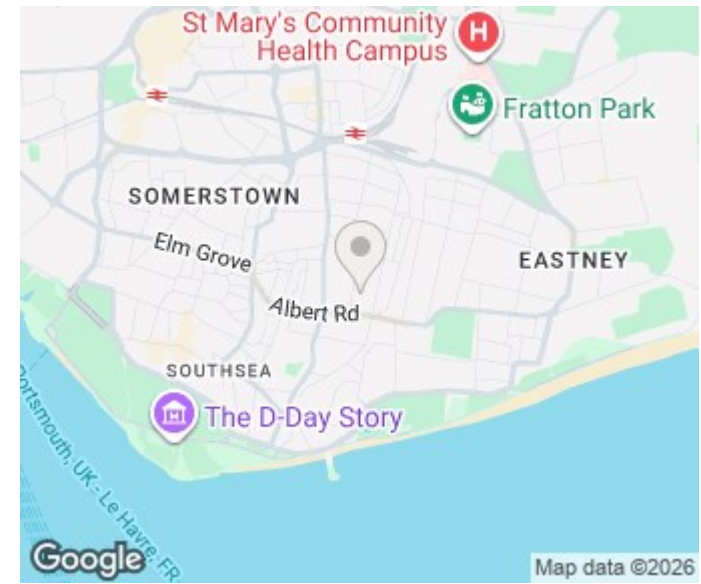 St Mary's Community
Health Campus
H
Fratton Park
SOMERSTOWN
Elm Grove
EASTNEY
Albert Rd
SOUTHSEA
The D-Day Story
Portsmouth, UK - Le Havre, FR
Google
Map data ©2026